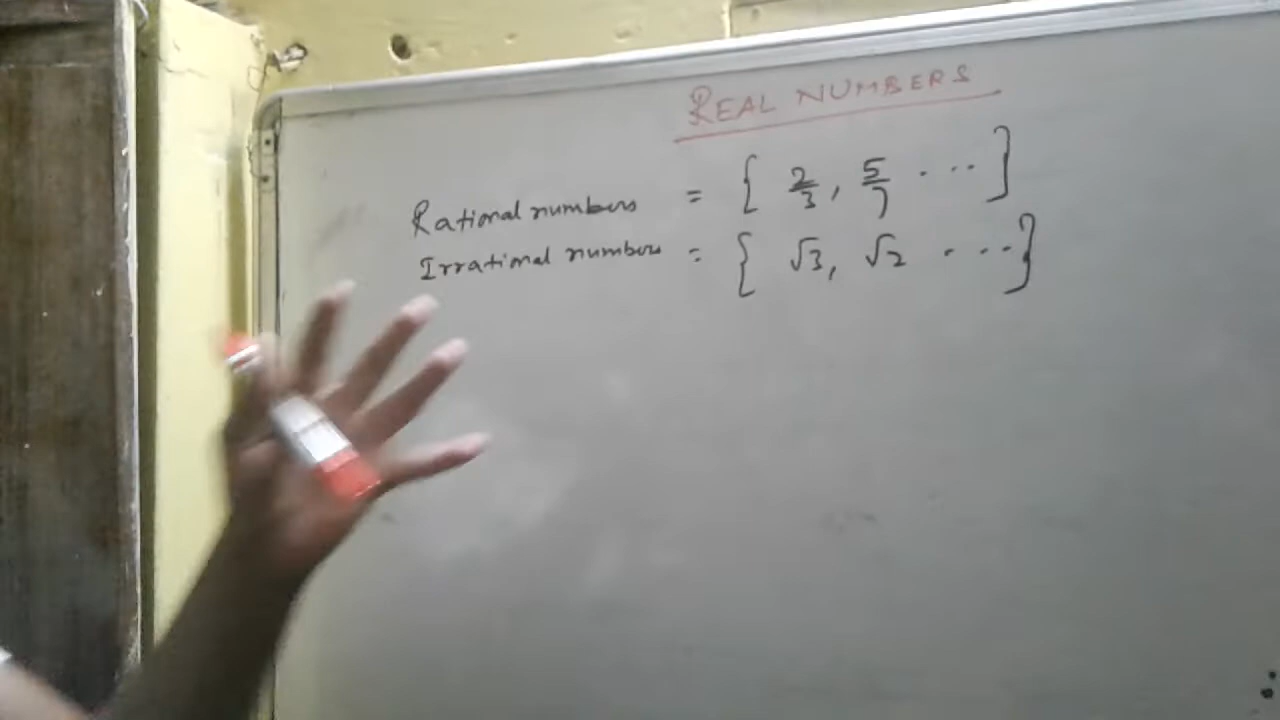 REAL NUMBERS
Rational numbers = { 2/3, 5/7 ... }
Irrational numbers = { √3, √2 ... }